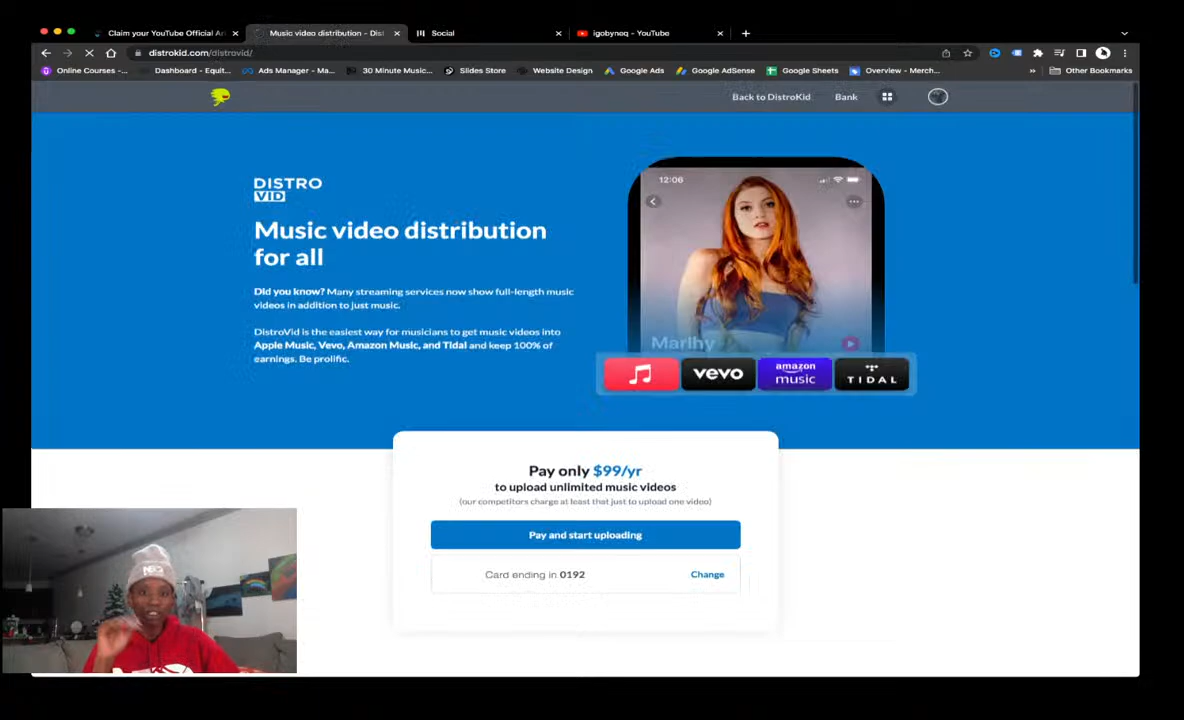 Claim your YouTube Official Art
Music video distribution - Dist
Social
igobyneq - YouTube
distrokid.com/distrovid/
Online Courses -...
Dashboard - Equit...
Ads Manager - Ma...
30 Minute Music...
Slides Store
Website Design
Google Ads
Google AdSense
Google Sheets
Overview - Merch...
Other Bookmarks
Back to DistroKid
Bank
DISTRO
VID
Music video distribution
for all
Did you know? Many streaming services now show full-length music
videos in addition to just music.
DistroVid is the easiest way for musicians to get music videos into
Apple Music, Vevo, Amazon Music, and Tidal and keep 100% of
earnings. Be prolific.
12:06
Marlhy
vevo
amazon
music
TIDAL
Pay only $99/yr
to upload unlimited music videos
(our competitors charge at least that just to upload one video)
Pay and start uploading
Card ending in 0192
Change